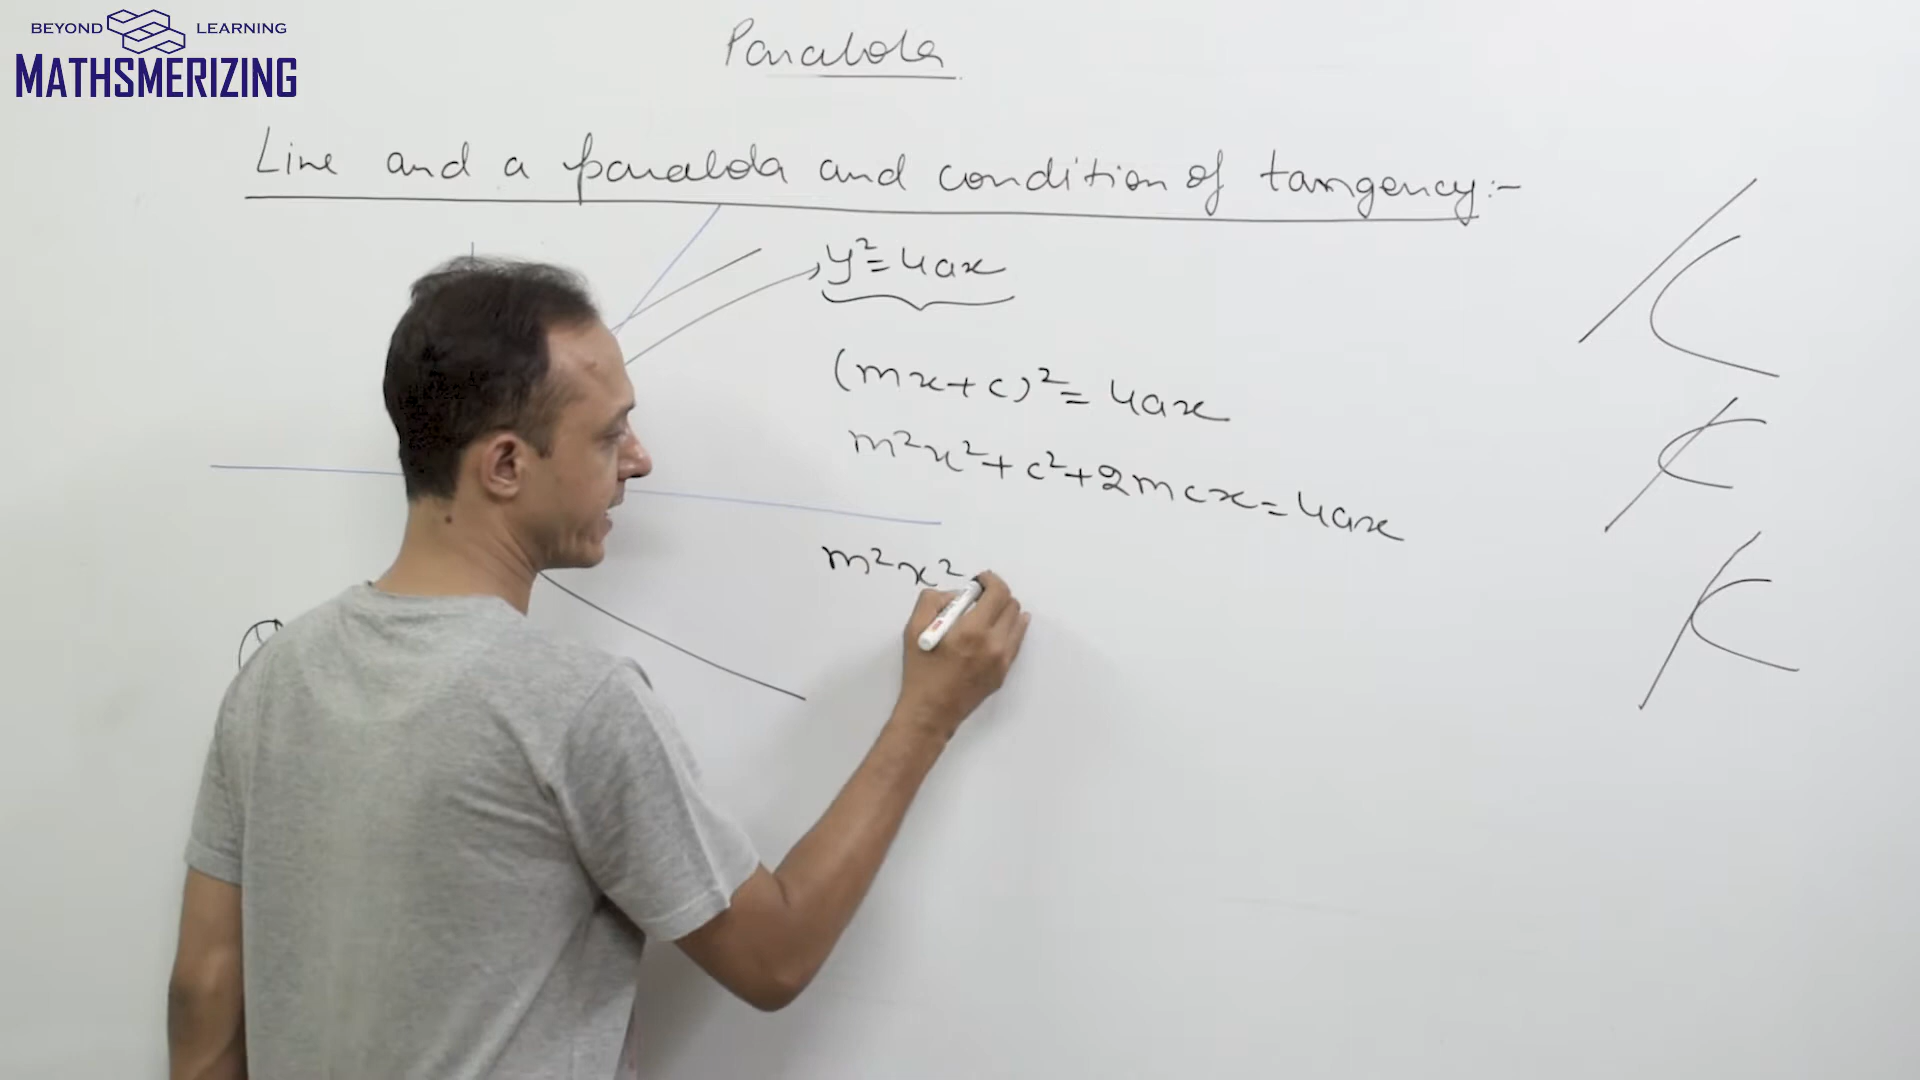 BEYOND LEARNING
MATHSMERIZING
Parabola
Line and a parabola and condition of tangency:-
y²=4ax
(mx+c)²=4ax
m²x²+c²+2mcx=4ax
m²x²